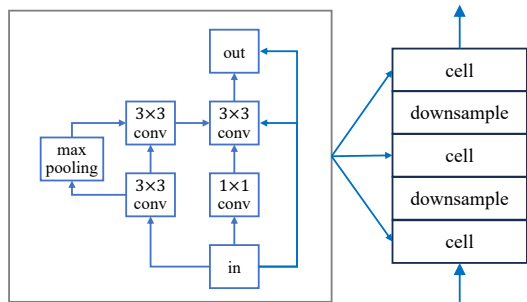 out
3×3
conv
3×3
conv
max
pooling
3×3
conv
1×1
conv
in
cell
downsample
cell
downsample
cell